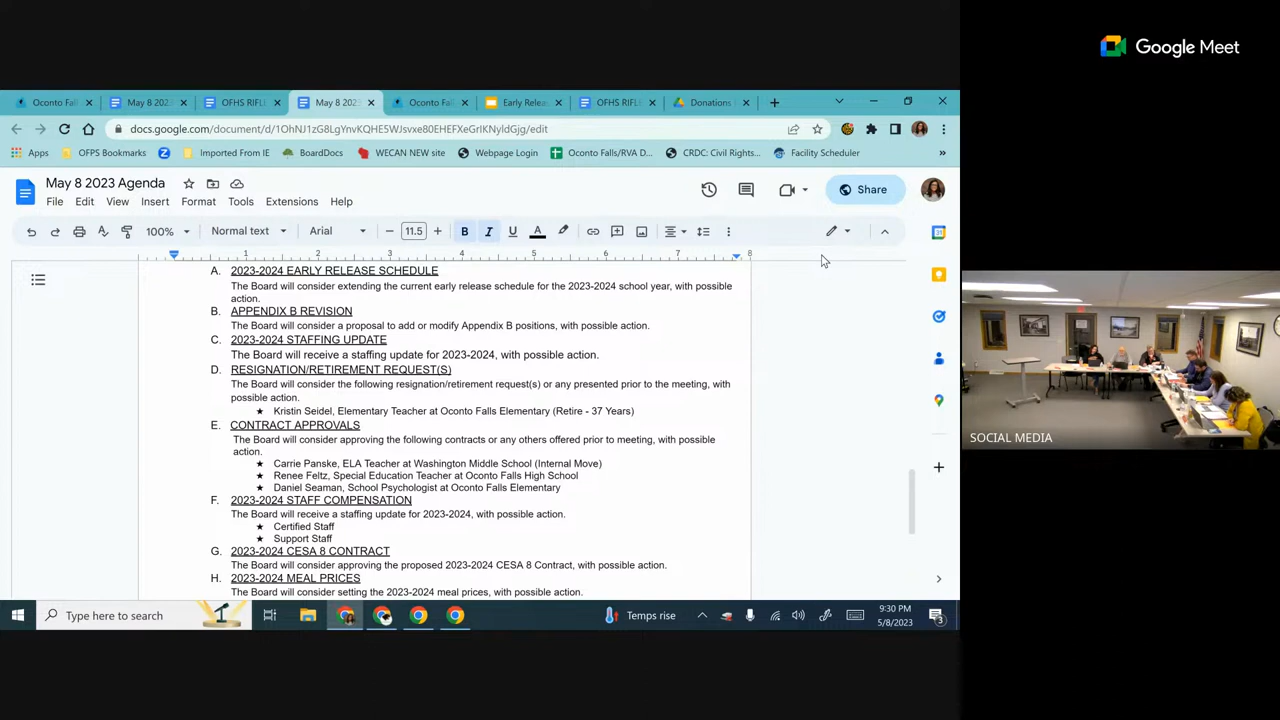 Google Meet
Oconto Fal
May 8 202
OFHS RIFL
May 8 202
Oconto Fall
Early Relea
OFHS RIFL
Donations
docs.google.com/document/d/1OhNJ1zG8LgYnvKQHE5WJsvxe80EHEFXeGrIKNyldGjg/edit
Apps OFPS Bookmarks Imported From IE BoardDocs WECAN NEW site Webpage Login Oconto Falls/RVA D... CRDC: Civil Rights... Facility Scheduler
May 8 2023 Agenda
Share
File Edit View Insert Format Tools Extensions Help
100% Normal text Arial 11.5
1 2 3 4 5 6 7 8
A. 2023-2024 EARLY RELEASE SCHEDULE
The Board will consider extending the current early release schedule for the 2023-2024 school year, with possible
action.
B. APPENDIX B REVISION
The Board will consider a proposal to add or modify Appendix B positions, with possible action.
C. 2023-2024 STAFFING UPDATE
The Board will receive a staffing update for 2023-2024, with possible action.
D. RESIGNATION/RETIREMENT REQUEST(S)
The Board will consider the following resignation/retirement request(s) or any presented prior to the meeting, with
possible action.
★ Kristin Seidel, Elementary Teacher at Oconto Falls Elementary (Retire - 37 Years)
E. CONTRACT APPROVALS
The Board will consider approving the following contracts or any others offered prior to meeting, with possible
action.
★ Carrie Panske, ELA Teacher at Washington Middle School (Internal Move)
★ Renee Feltz, Special Education Teacher at Oconto Falls High School
★ Daniel Seaman, School Psychologist at Oconto Falls Elementary
F. 2023-2024 STAFF COMPENSATION
The Board will receive a staffing update for 2023-2024, with possible action.
★ Certified Staff
★ Support Staff
G. 2023-2024 CESA 8 CONTRACT
The Board will consider approving the proposed 2023-2024 CESA 8 Contract, with possible action.
H. 2023-2024 MEAL PRICES
The Board will consider setting the 2023-2024 meal prices, with possible action.
SOCIAL MEDIA
Type here to search
Temps rise
9:30 PM
5/8/2023
3